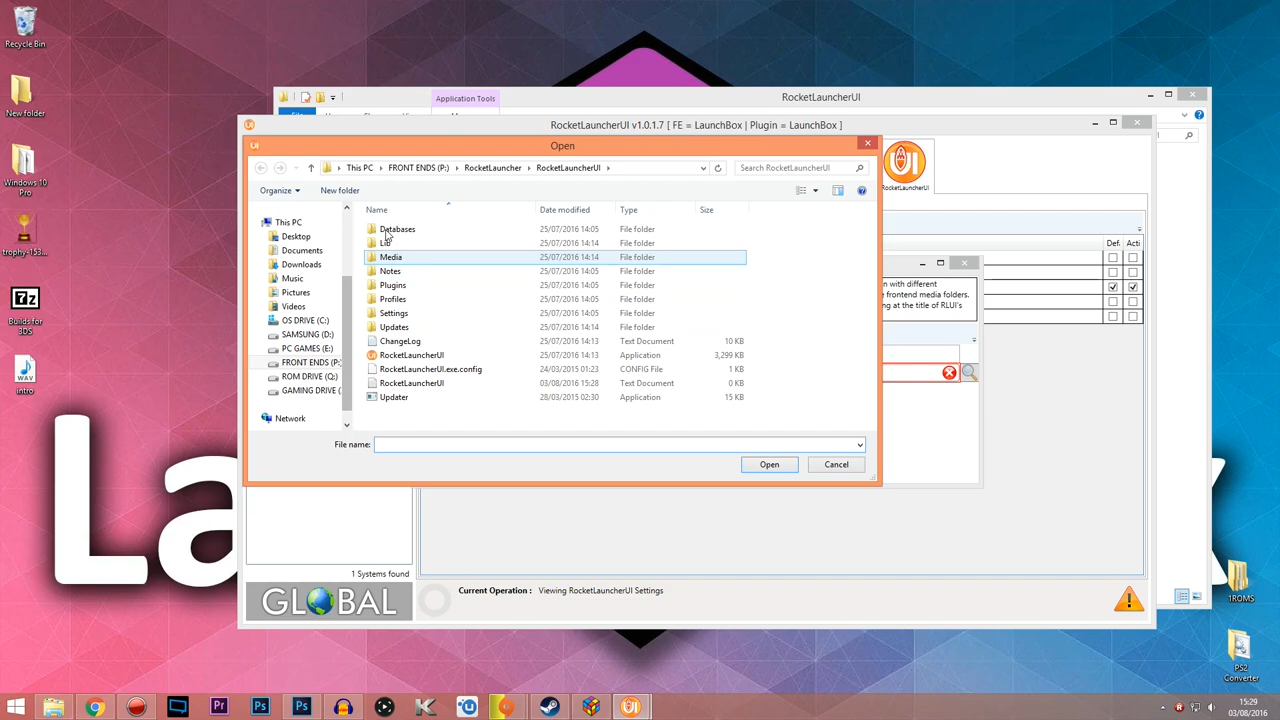 Recycle Bin
New folder
Windows 10
Pro
trophy-153...
Builds for
3DS
intro
La
Application Tools
RocketLauncherUI
RocketLauncherUI v1.0.1.7 [ FE = LaunchBox | Plugin = LaunchBox ]
Open
This PC
FRONT ENDS (P:)
RocketLauncher
RocketLauncherUI
Search RocketLauncherUI
Organize
New folder
Name
Date modified
Type
Size
This PC
Desktop
Documents
Downloads
Music
Pictures
Videos
OS DRIVE (C:)
SAMSUNG (D:)
PC GAMES (E:)
FRONT ENDS (P:
ROM DRIVE (Q:)
GAMING DRIVE (
Network
Databases 25/07/2016 14:05 File folder
Lib 25/07/2016 14:14 File folder
Media 25/07/2016 14:14 File folder
Notes 25/07/2016 14:05 File folder
Plugins 25/07/2016 14:05 File folder
Profiles 25/07/2016 14:05 File folder
Settings 25/07/2016 14:05 File folder
Updates 25/07/2016 14:14 File folder
ChangeLog 25/07/2016 14:13 Text Document 10 KB
RocketLauncherUI 25/07/2016 14:13 Application 3,299 KB
RocketLauncherUI.exe.config 25/03/2015 01:23 CONFIG File 1 KB
RocketLauncherUI 03/08/2016 15:28 Text Document 0 KB
Updater 28/03/2015 02:30 Application 15 KB
File name:
Open
Cancel
UI
RocketLauncherUI
Def
Acti
n with different
e frontend media folders.
ng at the title of RLUI's
1 Systems found
GLOBAL
Current Operation : Viewing RocketLauncherUI Settings
1ROMS
PS2
Converter
15:29
03/08/2016